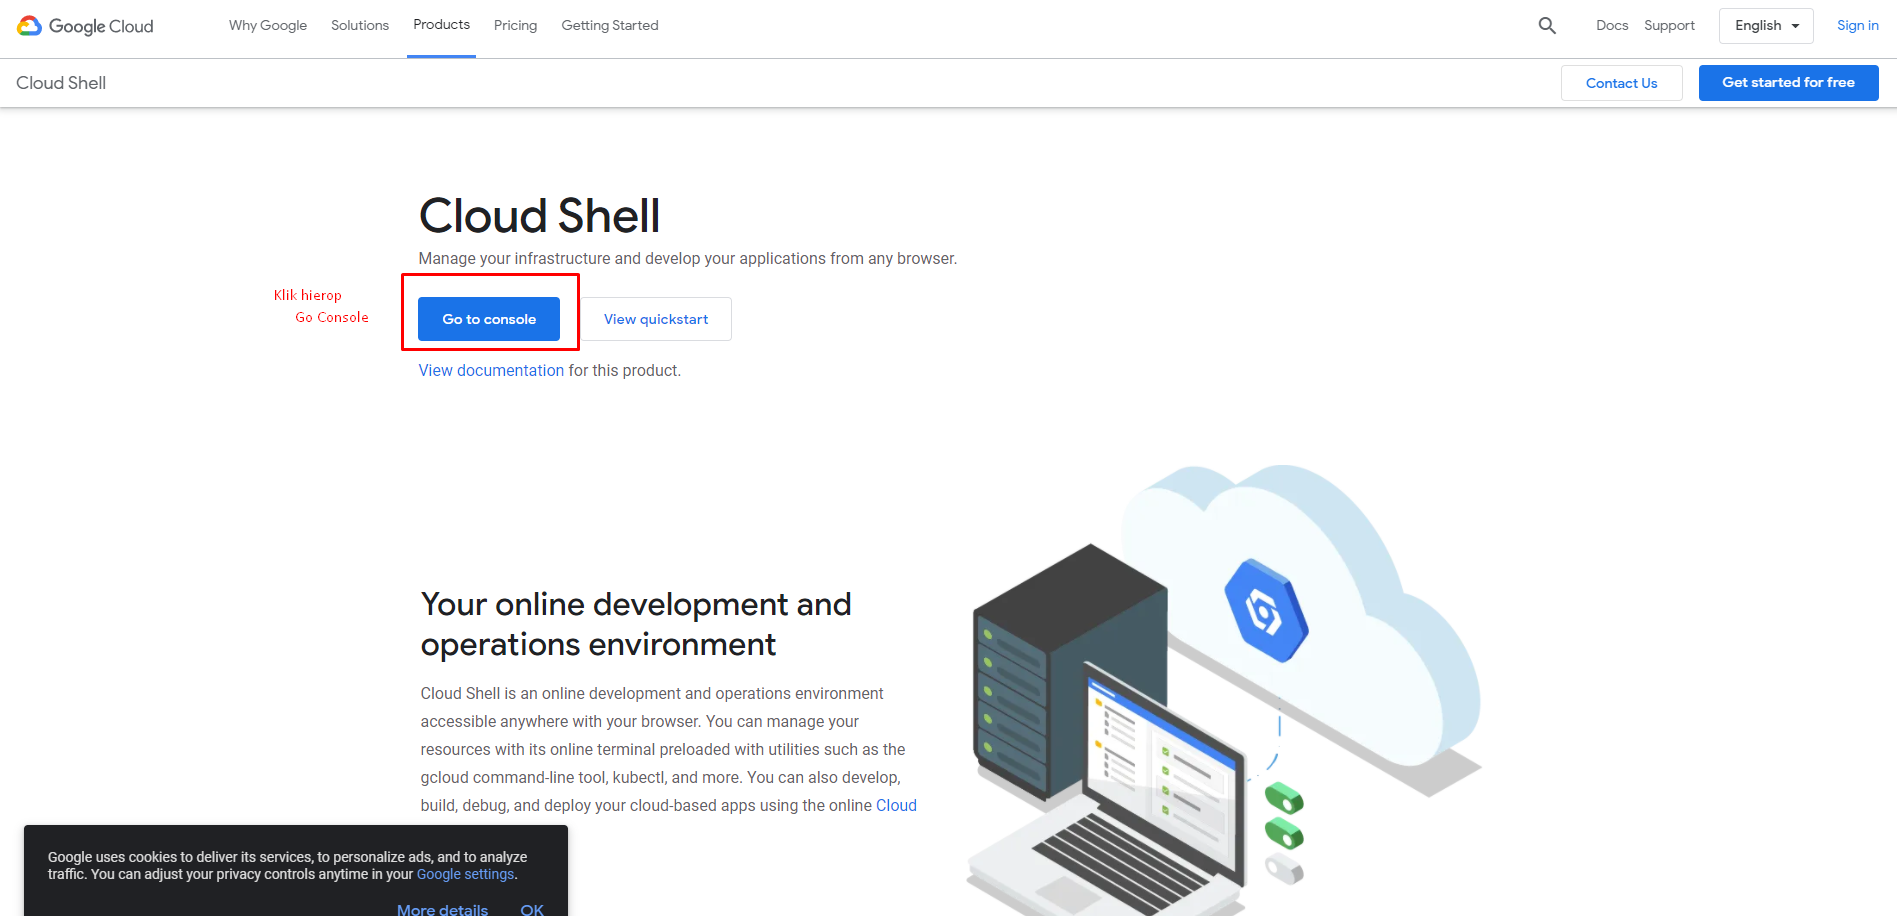 Google Cloud
Why Google Solutions Products Pricing Getting Started
Docs Support English Sign in
Cloud Shell
Contact Us Get started for free
Cloud Shell
Manage your infrastructure and develop your applications from any browser.
Klik hierop
Go Console
Go to console View quickstart
View documentation for this product.
Your online development and
operations environment
Cloud Shell is an online development and operations environment
accessible anywhere with your browser. You can manage your
resources with its online terminal preloaded with utilities such as the
gcloud command-line tool, kubectl, and more. You can also develop,
build, debug, and deploy your cloud-based apps using the online Cloud
Google uses cookies to deliver its services, to personalize ads, and to analyze
traffic. You can adjust your privacy controls anytime in your Google settings.
More details OK